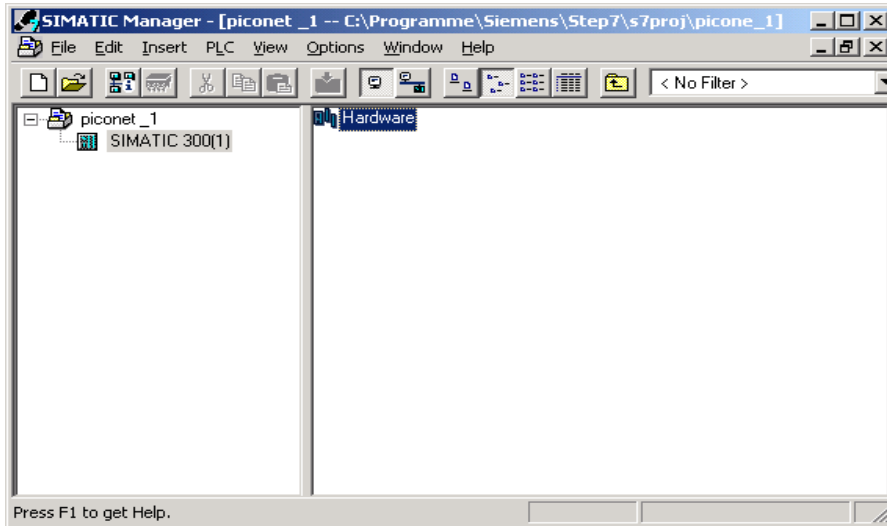 SIMATIC Manager - [piconet _1 -- C:\Programme\Siemens\Step7\s7proj\picone_1]
File Edit Insert PLC View Options Window Help
< No Filter >
piconet _1
SIMATIC 300(1)
Hardware
Press F1 to get Help.